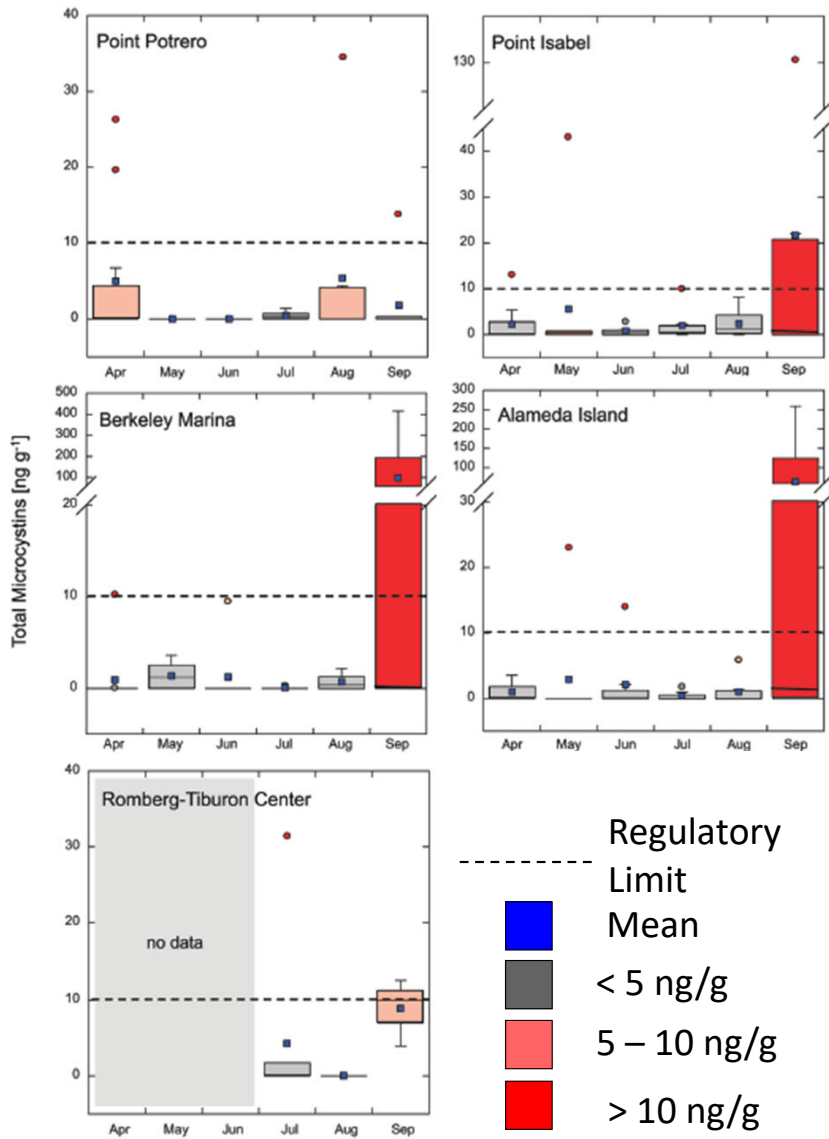 Point Potrero
40
30
20
10
0
Apr May Jun Jul Aug Sep
Point Isabel
130
40
30
20
10
0
Apr May Jun Jul Aug Sep
Total Microcystins [ng g⁻¹]
Berkeley Marina
500
400
300
200
100
20
10
0
Apr May Jun Jul Aug Sep
Alameda Island
300
250
200
150
100
30
20
10
0
Apr May Jun Jul Aug Sep
Romberg-Tiburon Center
40
30
20
10
0
no data
Apr May Jun Jul Aug Sep
Regulatory
Limit
Mean
< 5 ng/g
5 – 10 ng/g
> 10 ng/g